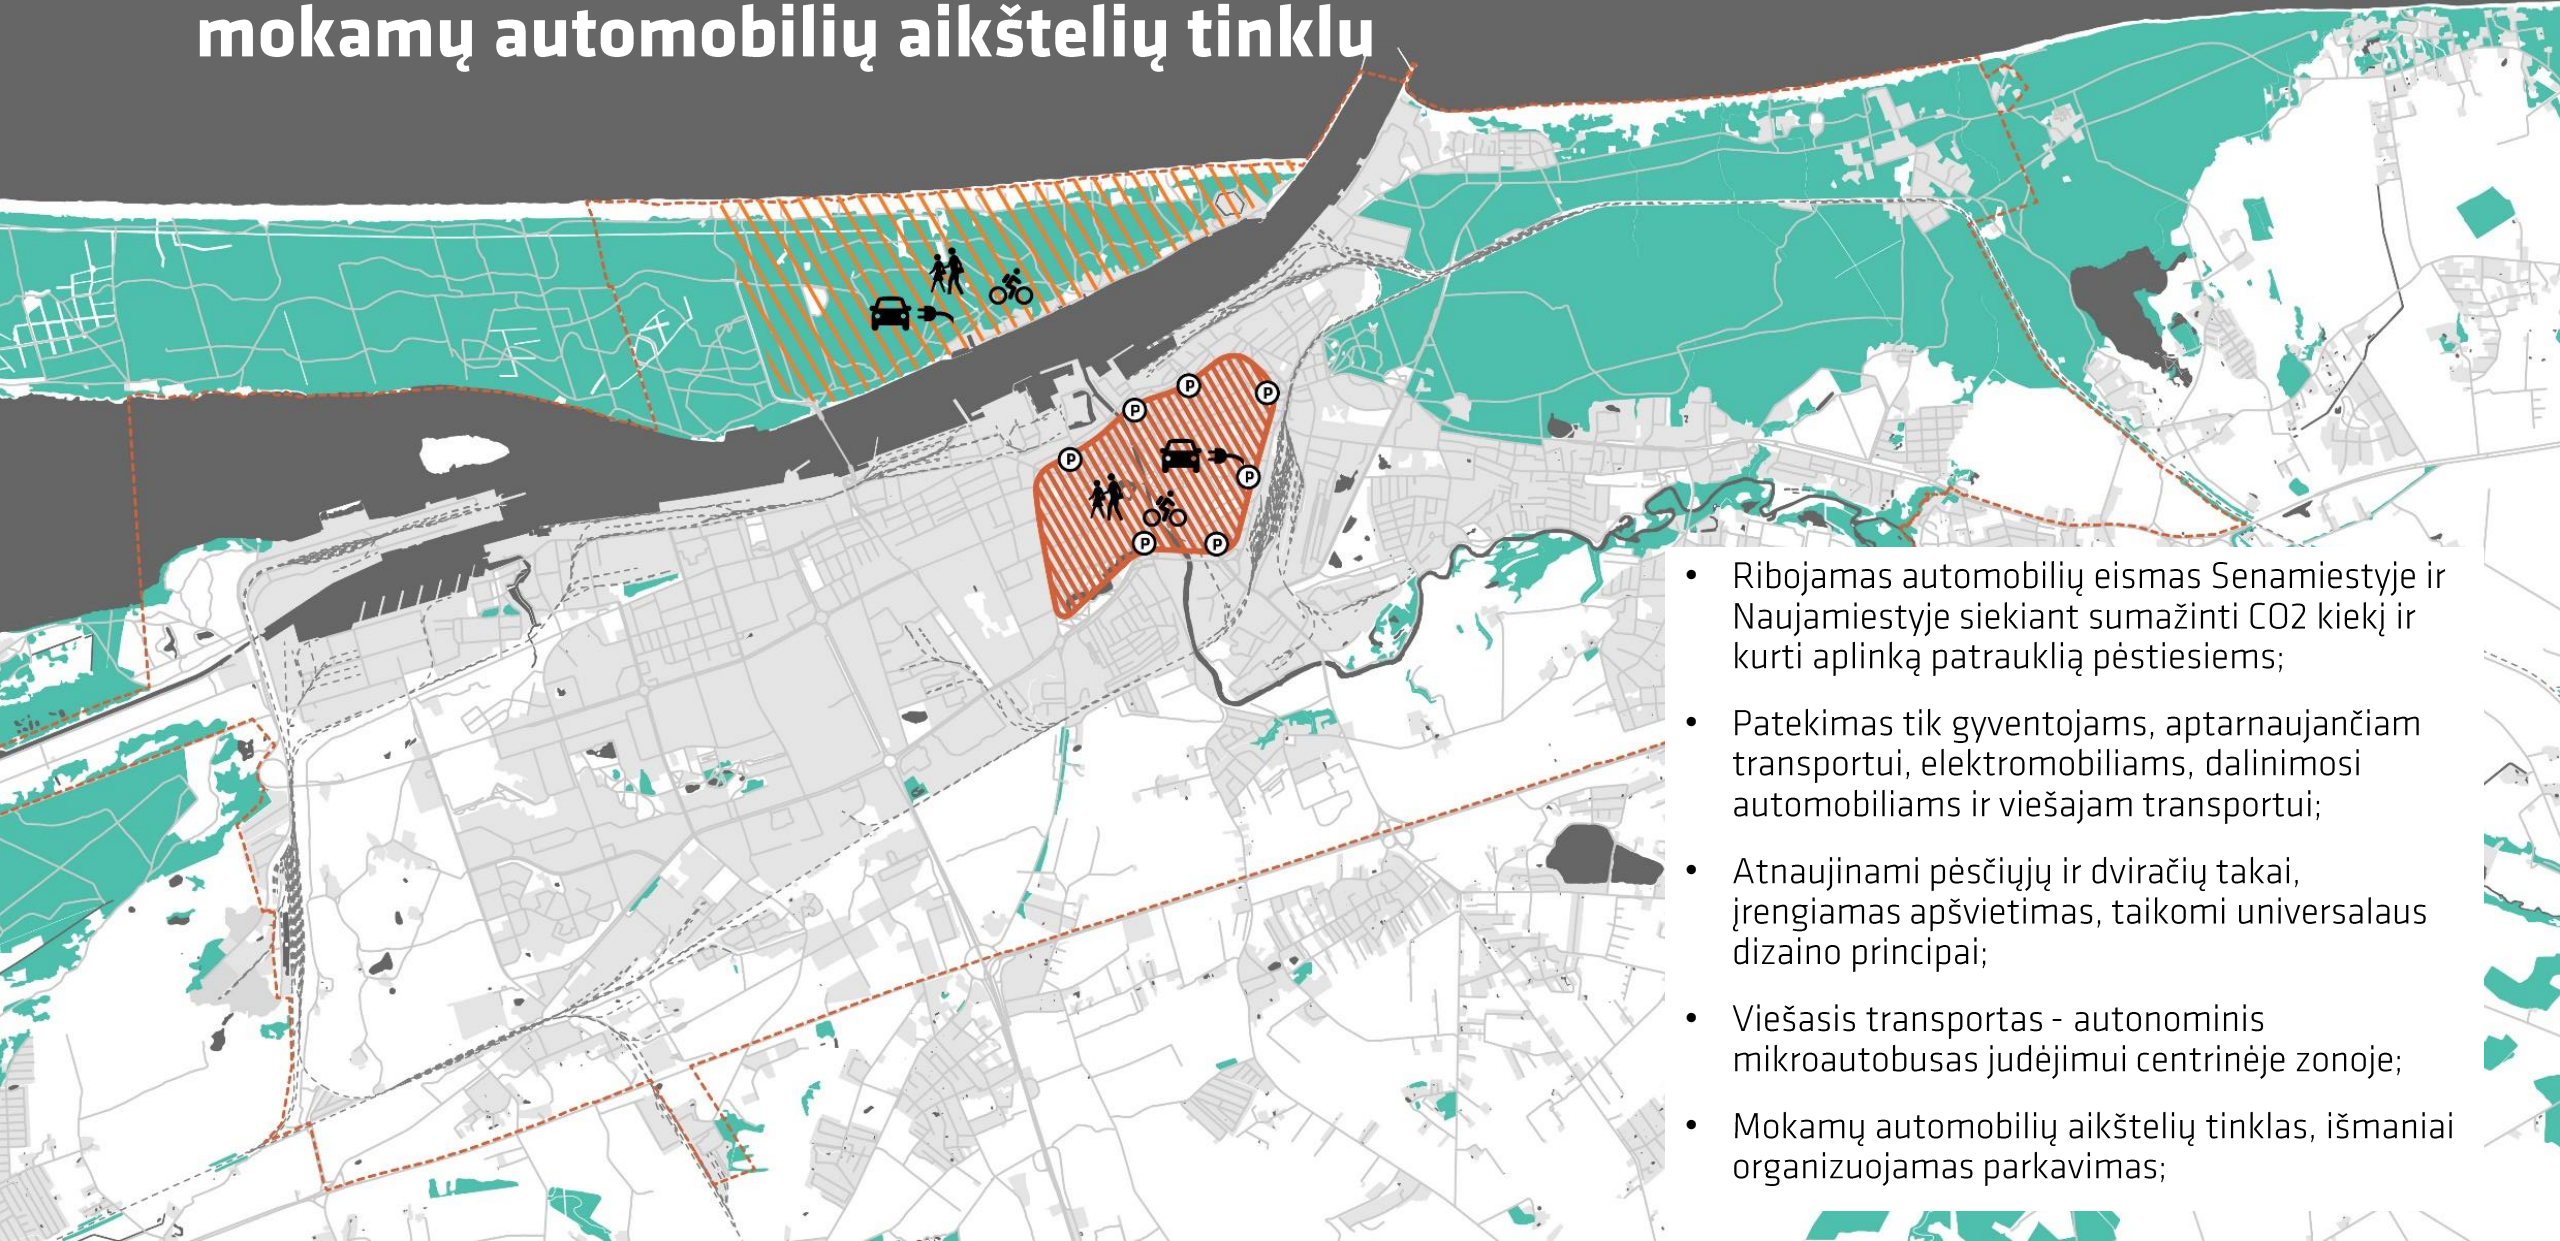 mokamų automobilių aikštelių tinklu
P
P
P
P
P
P
P
• Ribojamas automobilių eismas Senamiestyje ir
Naujamiestyje siekiant sumažinti CO2 kiekį ir
kurti aplinką patrauklią pėstiesiems;
• Patekimas tik gyventojams, aptarnaujančiam
transportui, elektromobiliams, dalinimosi
automobiliams ir viešajam transportui;
• Atnaujinami pėsčiųjų ir dviračių takai,
įrengiamas apšvietimas, taikomi universalaus
dizaino principai;
• Viešasis transportas - autonominis
mikroautobusas judėjimui centrinėje zonoje;
• Mokamų automobilių aikštelių tinklas, išmaniai
organizuojamas parkavimas;